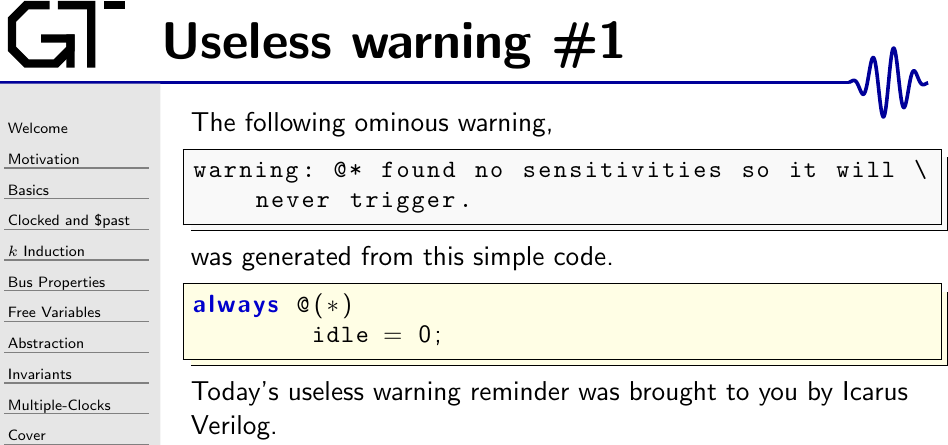 GT
Useless warning #1
Welcome
Motivation
Basics
Clocked and $past
k Induction
Bus Properties
Free Variables
Abstraction
Invariants
Multiple-Clocks
Cover
The following ominous warning,
warning: @* found no sensitivities so it will \
    never trigger.
was generated from this simple code.
always @(*)
        idle = 0;
Today's useless warning reminder was brought to you by Icarus
Verilog.